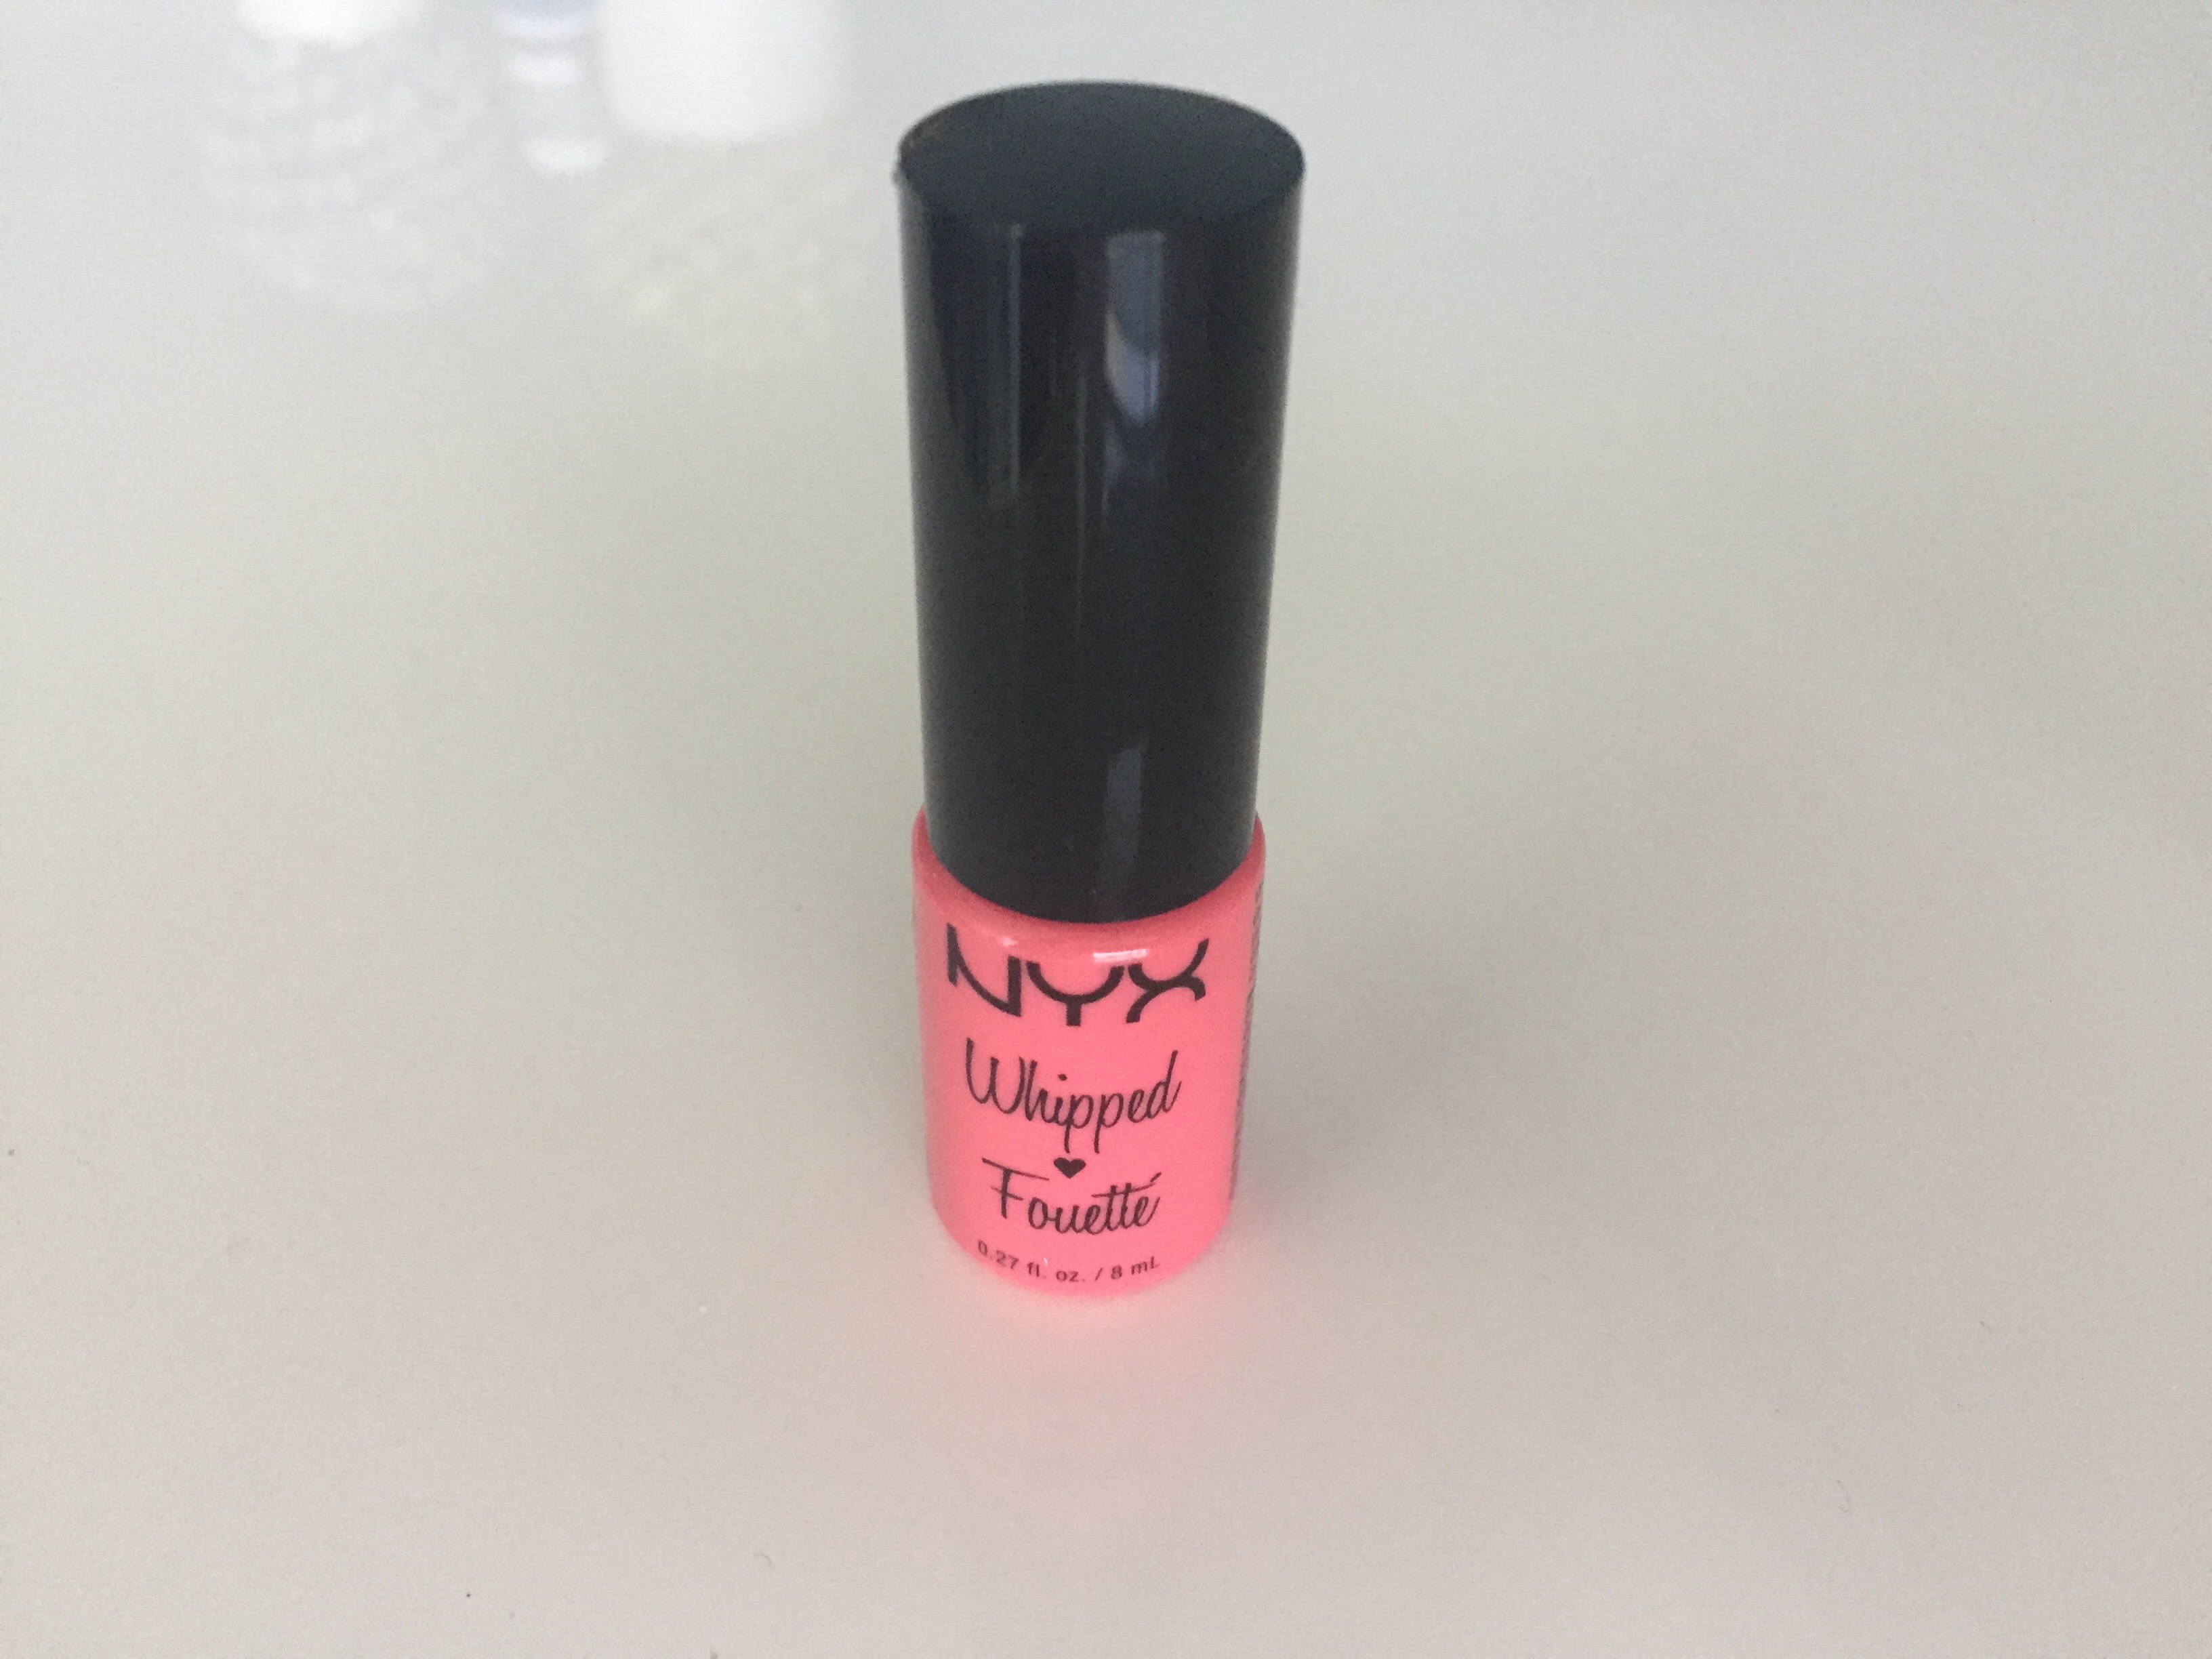 NYX
Whipped
Fouetté
0.27 fl. oz. / 8 mL